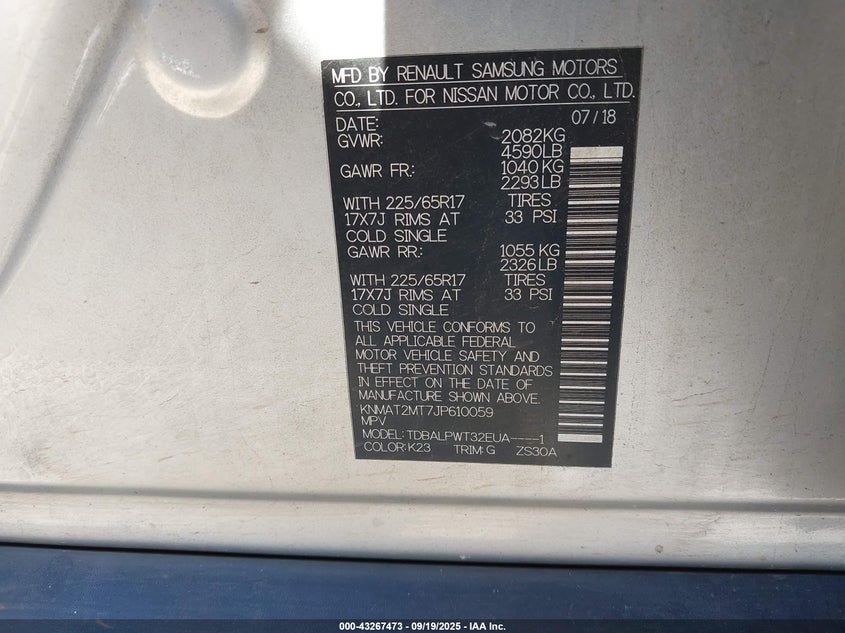 MFD BY RENAULT SAMSUNG MOTORS
CO., LTD. FOR NISSAN MOTOR CO., LTD.
DATE: 07/18
GVWR: 2082KG
4590LB
GAWR FR.: 1040 KG
2293LB
WITH 225/65R17 TIRES
17X7J RIMS AT 33 PSI
COLD SINGLE
GAWR RR.: 1055 KG
2326LB
WITH 225/65R17 TIRES
17X7J RIMS AT 33 PSI
COLD SINGLE
THIS VEHICLE CONFORMS TO
ALL APPLICABLE FEDERAL
MOTOR VEHICLE SAFETY AND
THEFT PREVENTION STANDARDS
IN EFFECT ON THE DATE OF
MANUFACTURE SHOWN ABOVE.
KNMAT2MT7JP610059
MPV
MODEL: TDBALPWT32EUA----1
COLOR:K23 TRIM:G ZS30A
000-43267473 - 09/19/2025 - IAA Inc.